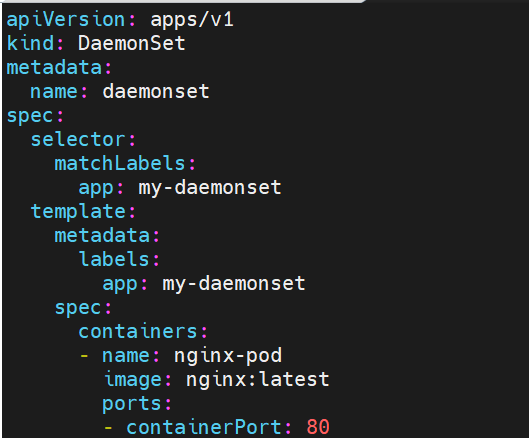 apiVersion: apps/v1
kind: DaemonSet
metadata:
  name: daemonset
spec:
  selector:
    matchLabels:
      app: my-daemonset
  template:
    metadata:
      labels:
        app: my-daemonset
    spec:
      containers:
      - name: nginx-pod
        image: nginx:latest
        ports:
        - containerPort: 80